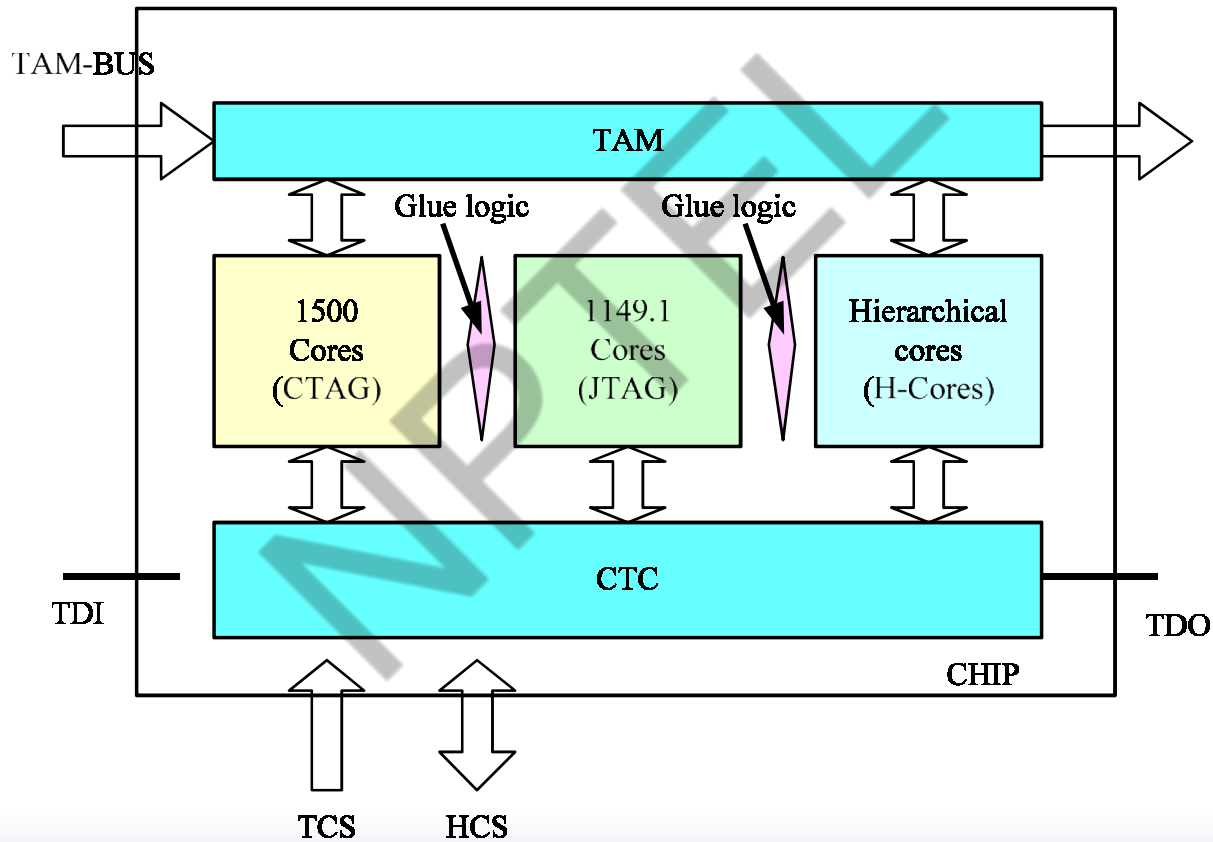 TAM-BUS
TAM
Glue logic
Glue logic
1500
Cores
(CTAG)
1149.1
Cores
(JTAG)
Hierarchical
cores
(H-Cores)
CTC
TDI
TDO
CHIP
TCS
HCS
NPTEL